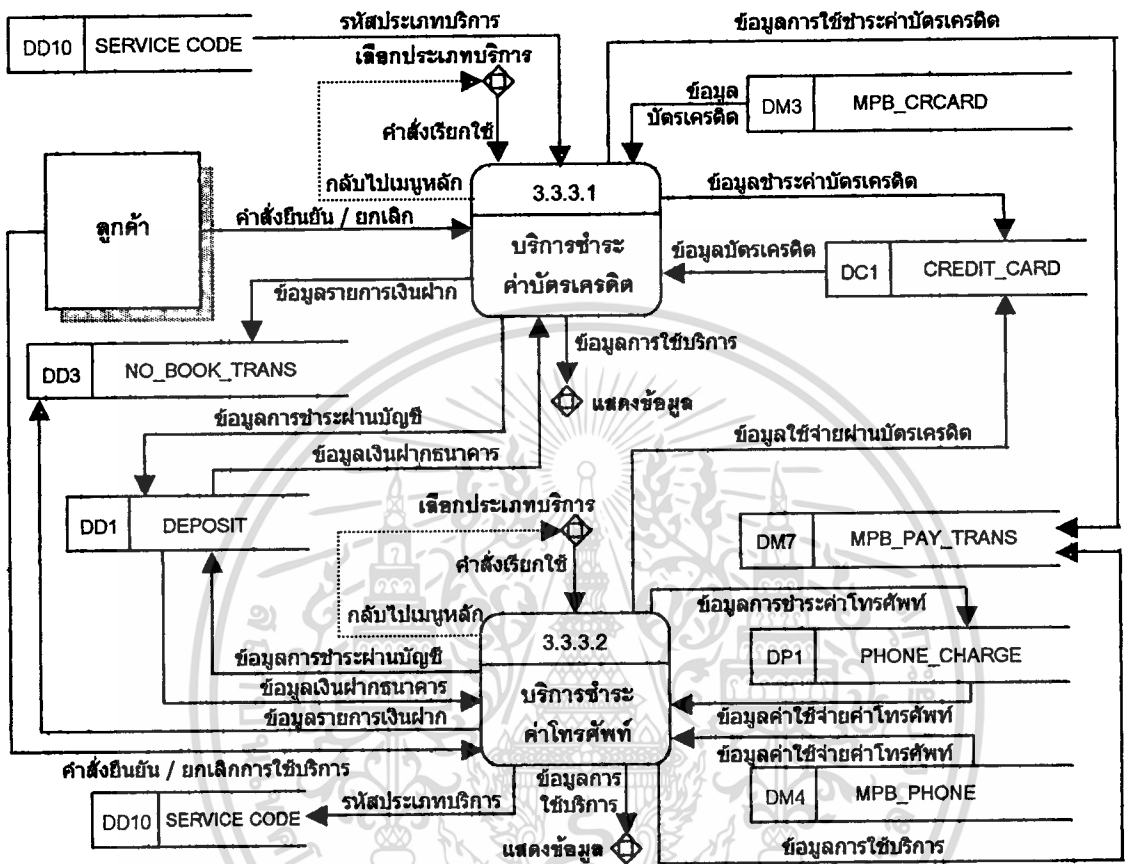 รหัสประเภทบริการ
ข้อมูลการใช้ชำระค่าบัตรเครดิต
DD10 SERVICE CODE
เลือกประเภทบริการ
ข้อมูล
บัตรเครดิต
DM3 MPB_CRCARD
คำสั่งเรียกใช้
กลับไปเมนูหลัก
3.3.3.1
บริการชำระ
ค่าบัตรเครดิต
ข้อมูลชำระค่าบัตรเครดิต
ลูกค้า
คำสั่งยืนยัน / ยกเลิก
ข้อมูลบัตรเครดิต
DC1 CREDIT_CARD
ข้อมูลรายการเงินฝาก
ข้อมูลการใช้บริการ
DD3 NO_BOOK_TRANS
แสดงข้อมูล
ข้อมูลการชำระผ่านบัญชี
ข้อมูลใช้จ่ายผ่านบัตรเครดิต
ข้อมูลเงินฝากธนาคาร
เลือกประเภทบริการ
DD1 DEPOSIT
DM7 MPB_PAY_TRANS
คำสั่งเรียกใช้
กลับไปเมนูหลัก
ข้อมูลการชำระค่าโทรศัพท์
3.3.3.2
บริการชำระ
ค่าโทรศัพท์
ข้อมูลการชำระผ่านบัญชี
DP1 PHONE_CHARGE
ข้อมูลเงินฝากธนาคาร
ข้อมูลรายการเงินฝาก
ข้อมูลค่าใช้จ่ายค่าโทรศัพท์
ข้อมูลค่าใช้จ่ายค่าโทรศัพท์
คำสั่งยืนยัน / ยกเลิกการใช้บริการ
ข้อมูลการ
ใช้บริการ
DM4 MPB_PHONE
DD10 SERVICE CODE
รหัสประเภทบริการ
แสดงข้อมูล
ข้อมูลการใช้บริการ